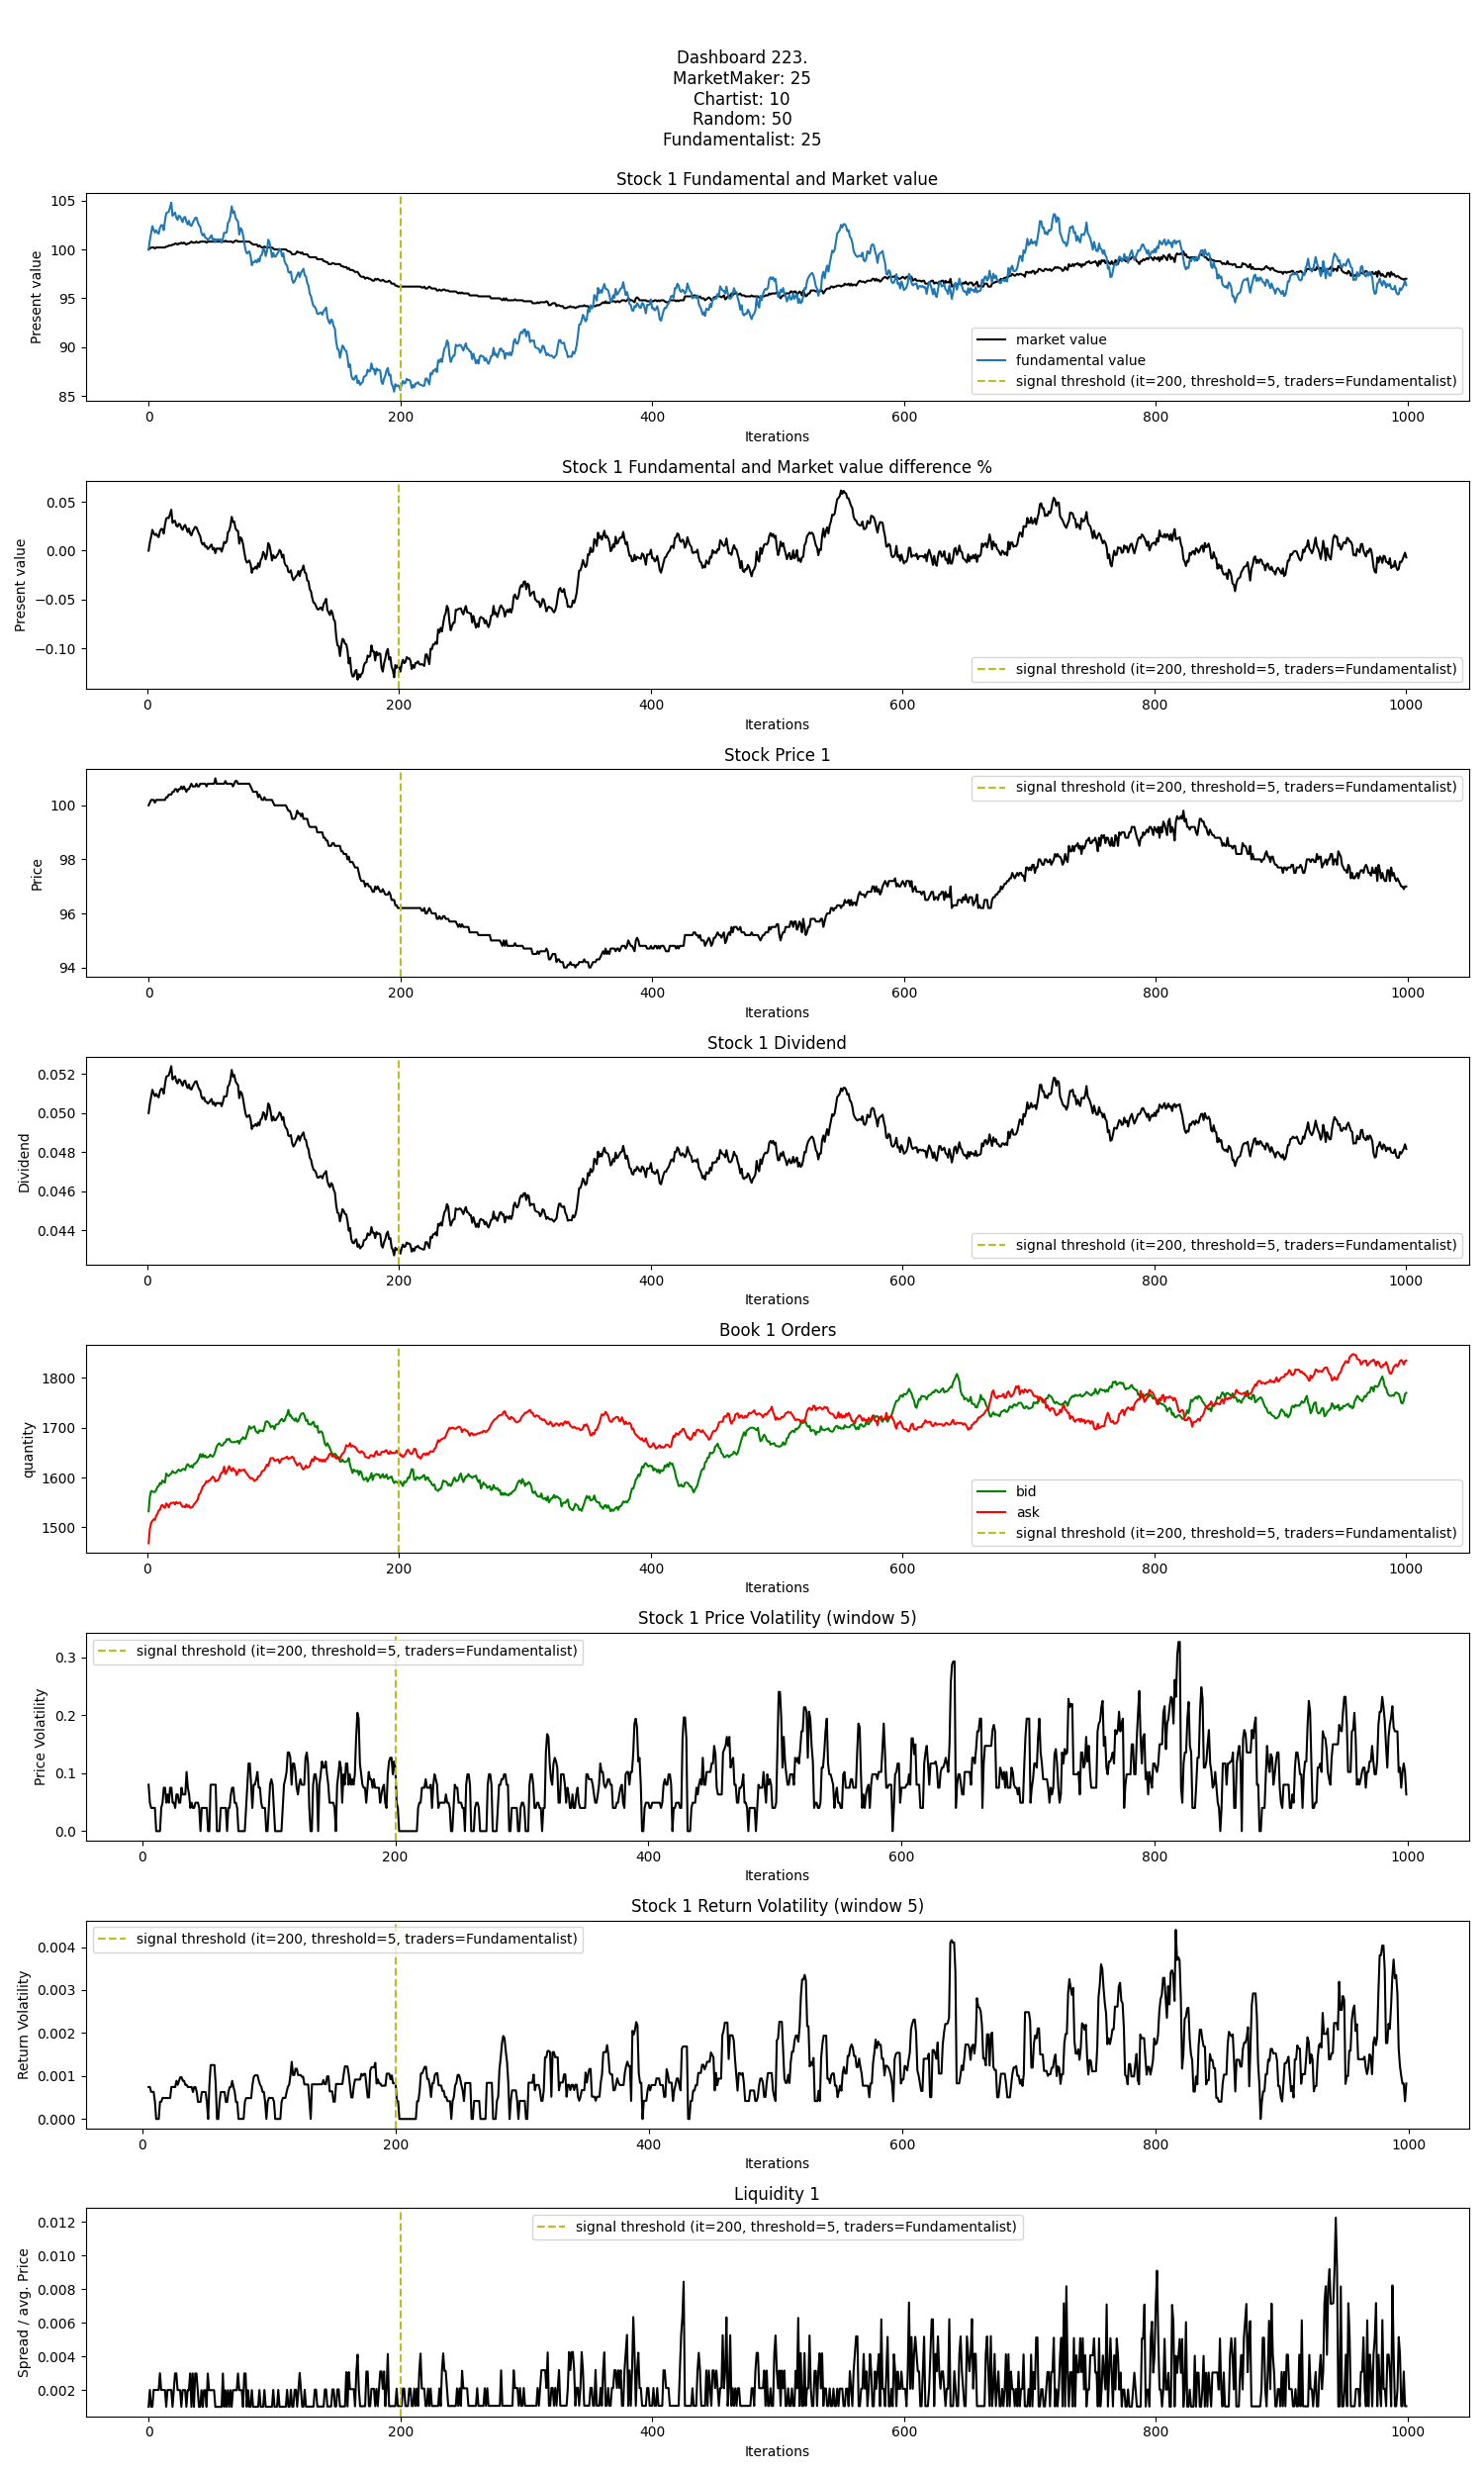 Dashboard 223.
MarketMaker: 25
Chartist: 10
Random: 50
Fundamentalist: 25
Stock 1 Fundamental and Market value
105
100
95
90
85
Present value
market value
fundamental value
signal threshold (it=200, threshold=5, traders=Fundamentalist)
0 200 400 600 800 1000
Iterations
Stock 1 Fundamental and Market value difference %
0.05
0.00
−0.05
−0.10
Present value
signal threshold (it=200, threshold=5, traders=Fundamentalist)
0 200 400 600 800 1000
Iterations
Stock Price 1
signal threshold (it=200, threshold=5, traders=Fundamentalist)
100
98
96
94
Price
0 200 400 600 800 1000
Iterations
Stock 1 Dividend
0.052
0.050
0.048
0.046
0.044
Dividend
signal threshold (it=200, threshold=5, traders=Fundamentalist)
0 200 400 600 800 1000
Iterations
Book 1 Orders
1800
1700
1600
1500
quantity
bid
ask
signal threshold (it=200, threshold=5, traders=Fundamentalist)
0 200 400 600 800 1000
Iterations
Stock 1 Price Volatility (window 5)
signal threshold (it=200, threshold=5, traders=Fundamentalist)
0.3
0.2
0.1
0.0
Price Volatility
0 200 400 600 800 1000
Iterations
Stock 1 Return Volatility (window 5)
signal threshold (it=200, threshold=5, traders=Fundamentalist)
0.004
0.003
0.002
0.001
0.000
Return Volatility
0 200 400 600 800 1000
Iterations
Liquidity 1
signal threshold (it=200, threshold=5, traders=Fundamentalist)
0.012
0.010
0.008
0.006
0.004
0.002
Spread / avg. Price
0 200 400 600 800 1000
Iterations